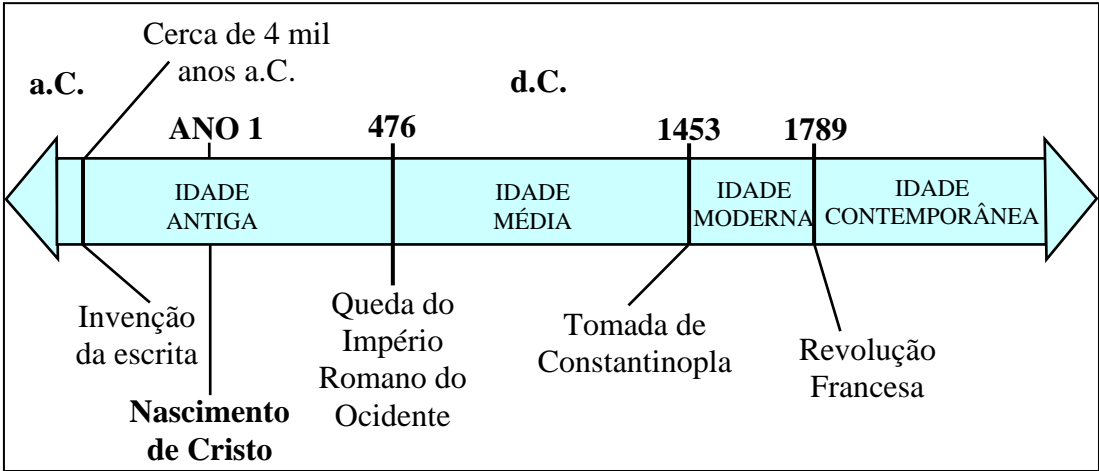 Cerca de 4 mil
anos a.C.
a.C.
d.C.
ANO 1
476
1453
1789
IDADE
ANTIGA
IDADE
MÉDIA
IDADE
MODERNA
IDADE
CONTEMPORÂNEA
Invenção
da escrita
Nascimento
de Cristo
Queda do
Império
Romano do
Ocidente
Tomada de
Constantinopla
Revolução
Francesa